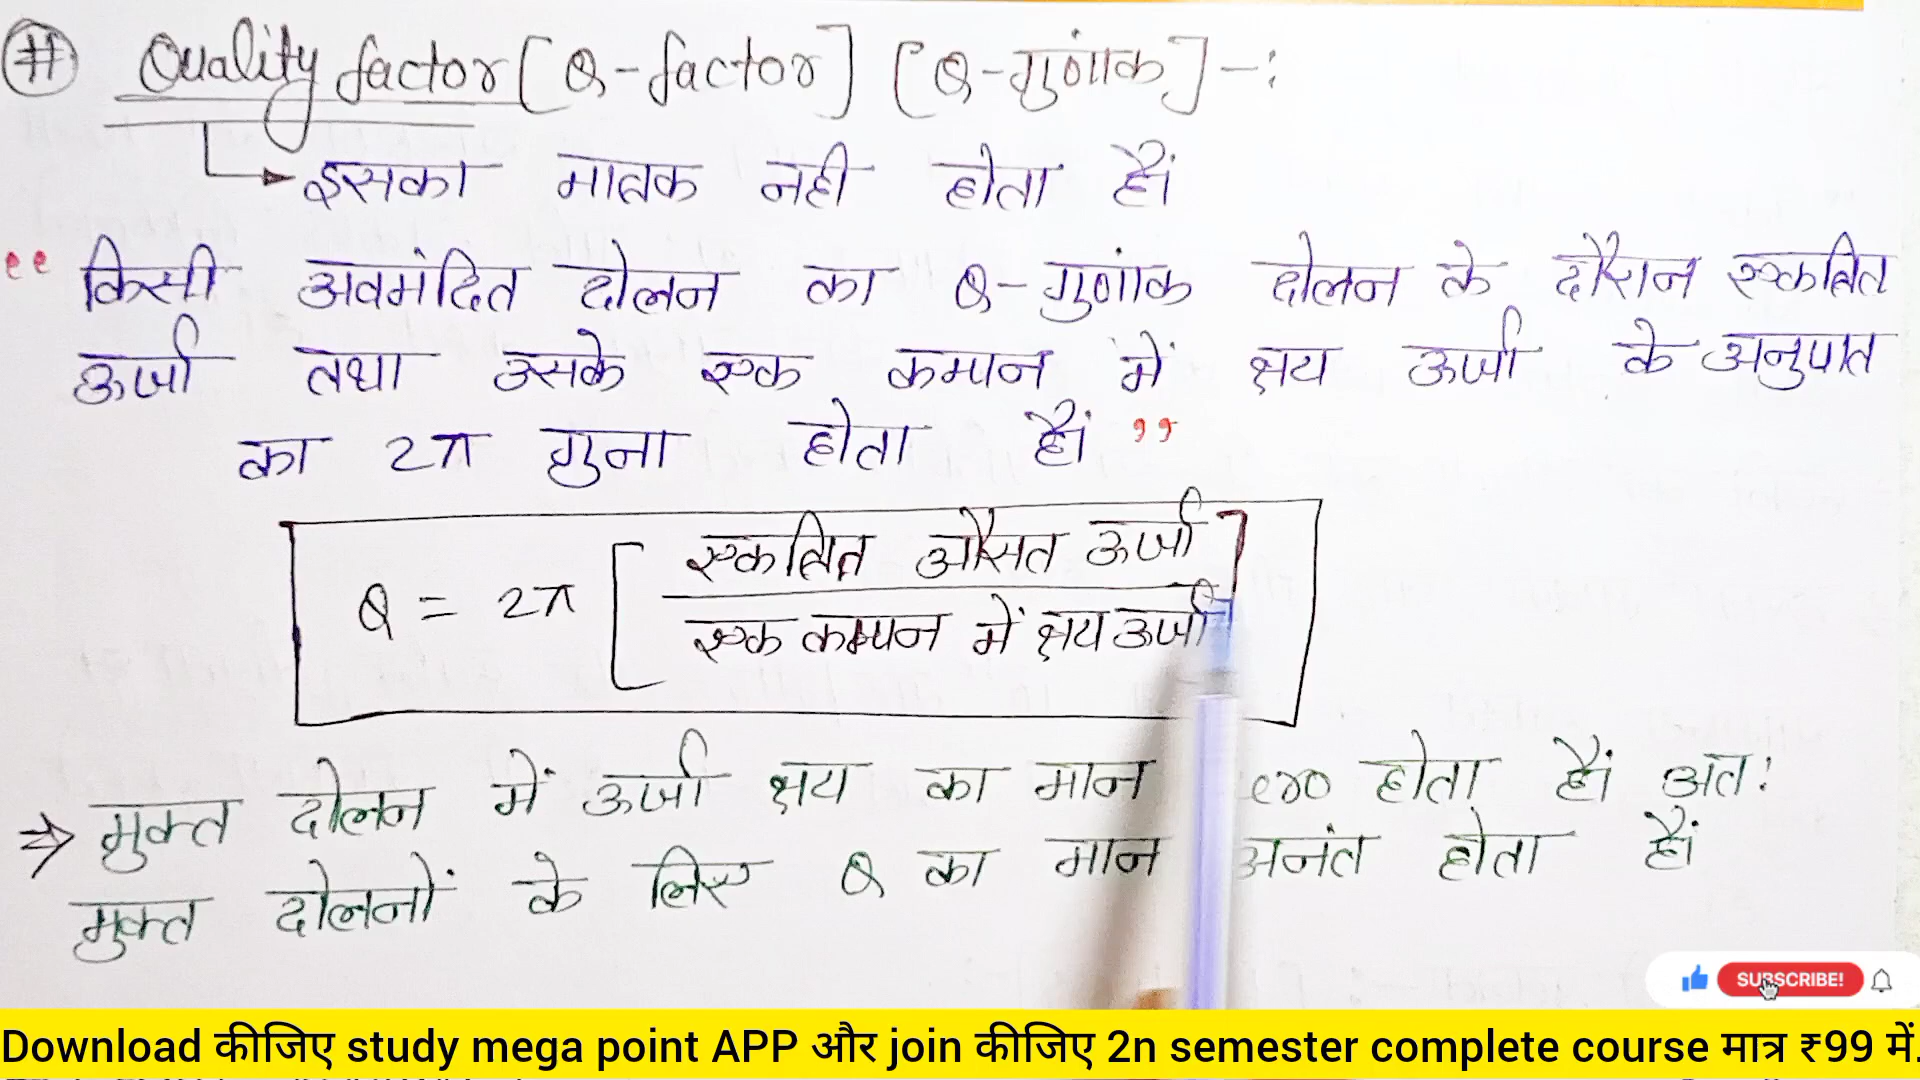 # Quality factor [Q-factor] [Q-गुणांक] -:
इसका मात्रक नही होता हैं
" किसी अवमंदित दोलन का Q-गुणांक दोलन के दौरान एकत्रित
ऊर्जा तथा उसके एक कम्पन में क्षय ऊर्जा के अनुपात
का 2π गुना होता हैं "
Q = 2π [ एकत्रित औसत ऊर्जा ]
एक कम्पन में क्षय ऊर्जा
⇒ मुक्त दोलन में ऊर्जा क्षय का मान ero होता हैं अत:
मुक्त दोलनों के लिए Q का मान अनंत होता हैं
SUBSCRIBE!
Download कीजिए study mega point APP और join कीजिए 2n semester complete course मात्र ₹99 में.